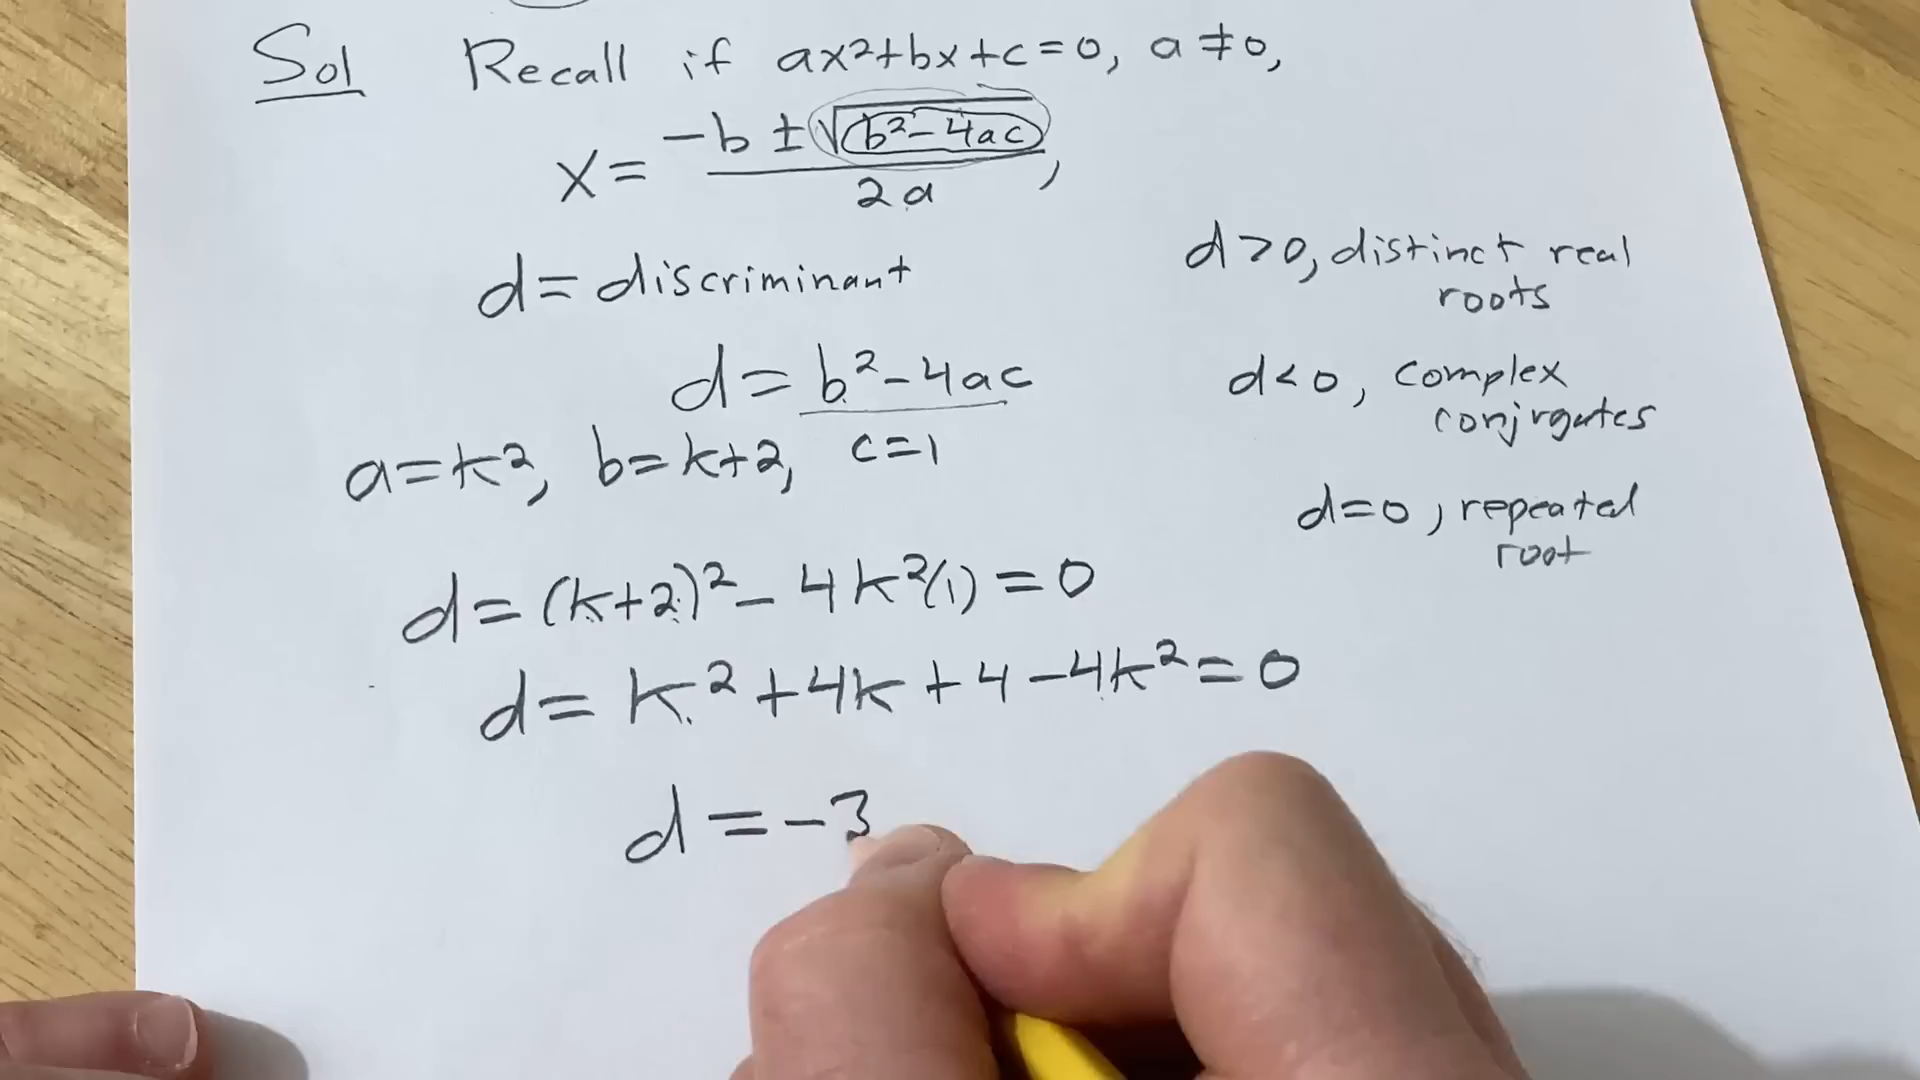 Sol Recall if ax²+bx+c=0, a≠0,
x = -b ± √b²-4ac / 2a,
d = discriminant
d = b²-4ac
a=k², b=k+2, c=1
d = (k+2)² - 4k²(1) = 0
d = k² + 4k + 4 - 4k² = 0
d = -3
d>0, distinct real
roots
d<0, complex
conjugates
d=0, repeated
root